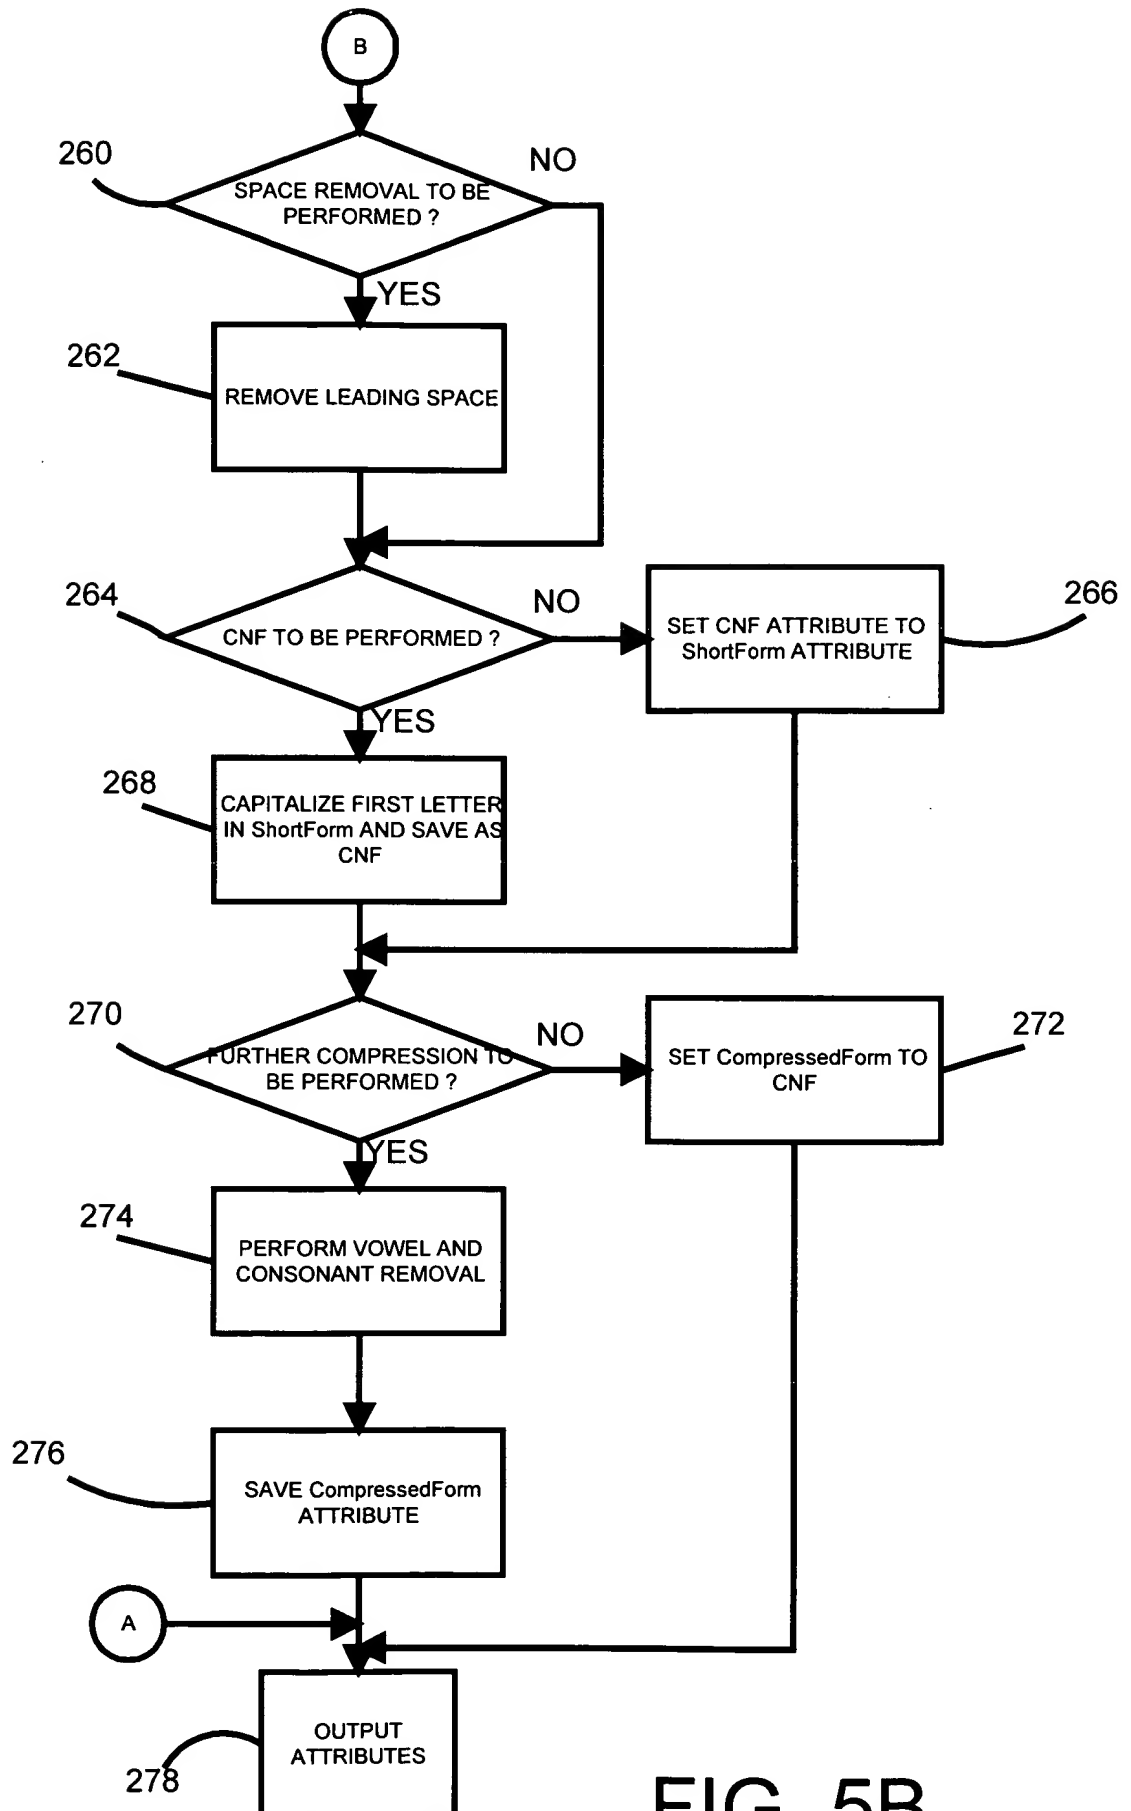 B
260
NO
SPACE REMOVAL TO BE
PERFORMED ?
YES
262
REMOVE LEADING SPACE
264
NO
266
CNF TO BE PERFORMED ?
SET CNF ATTRIBUTE TO
ShortForm ATTRIBUTE
YES
268
CAPITALIZE FIRST LETTER
IN ShortForm AND SAVE AS
CNF
270
NO
272
FURTHER COMPRESSION TO
BE PERFORMED ?
SET CompressedForm TO
CNF
YES
274
PERFORM VOWEL AND
CONSONANT REMOVAL
276
SAVE CompressedForm
ATTRIBUTE
A
OUTPUT
ATTRIBUTES
278
FIG. 5B